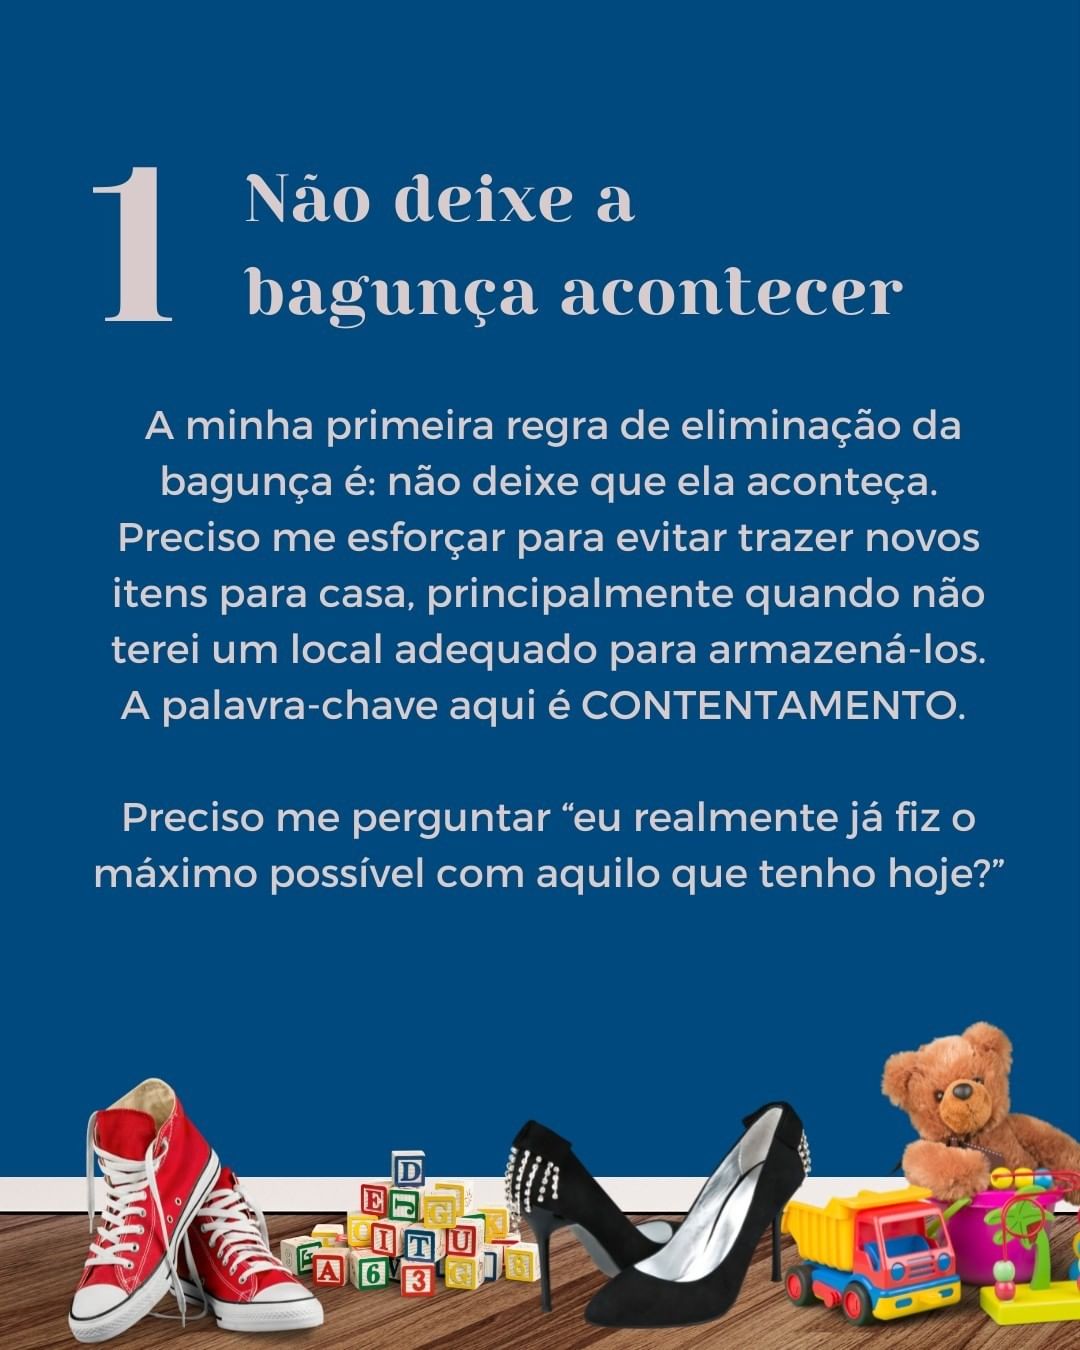 1
Não deixe a
bagunça acontecer
A minha primeira regra de eliminação da
bagunça é: não deixe que ela aconteça.
Preciso me esforçar para evitar trazer novos
itens para casa, principalmente quando não
terei um local adequado para armazená-los.
A palavra-chave aqui é CONTENTAMENTO.
Preciso me perguntar “eu realmente já fiz o
máximo possível com aquilo que tenho hoje?”
D
E
G
I T U
A 6 3 G B